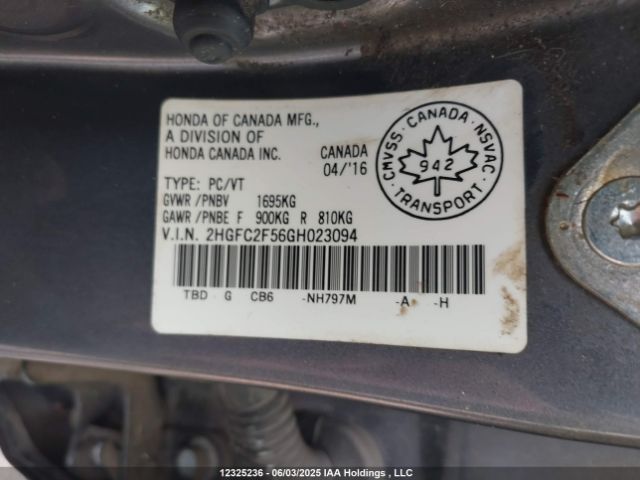 HONDA OF CANADA MFG.,
A DIVISION OF
HONDA CANADA INC.
CANADA
04/'16
CMVSS · CANADA · NSVAC
942
TRANSPORT
TYPE: PC/VT
GVWR /PNBV 1695KG
GAWR /PNBE F 900KG R 810KG
V.I.N. 2HGFC2F56GH023094
TBD G CB6 -NH797M -A -H
12325236 - 06/03/2025 IAA Holdings , LLC